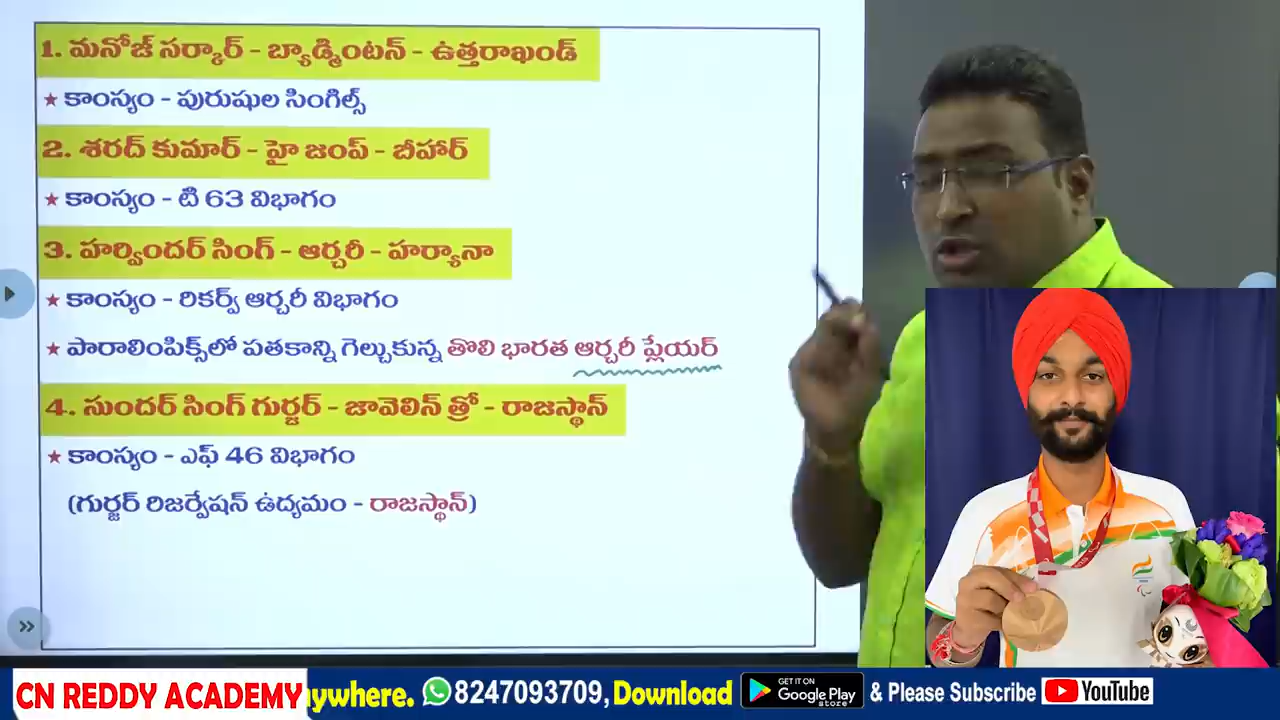 1. మనోజ్ సర్కార్ - బ్యాడ్మింటన్ - ఉత్తరాఖండ్
★ కాంస్యం - పురుషుల సింగిల్స్
2. శరద్ కుమార్ - హై జంప్ - బీహార్
★ కాంస్యం - టి 63 విభాగం
3. హర్విందర్ సింగ్ - ఆర్చరీ - హర్యానా
★ కాంస్యం - రికర్వ్ ఆర్చరీ విభాగం
★ పారాలింపిక్స్‌లో పతకాన్ని గెల్చుకున్న తొలి భారత ఆర్చరీ ప్లేయర్
4. సుందర్ సింగ్ గుర్జర్ - జావెలిన్ త్రో - రాజస్థాన్
★ కాంస్యం - ఎఫ్ 46 విభాగం
(గుర్జర్ రిజర్వేషన్ ఉద్యమం - రాజస్థాన్)
CN REDDY ACADEMY ywhere. 8247093709, Download GET IT ON Google Play store & Please Subscribe YouTube